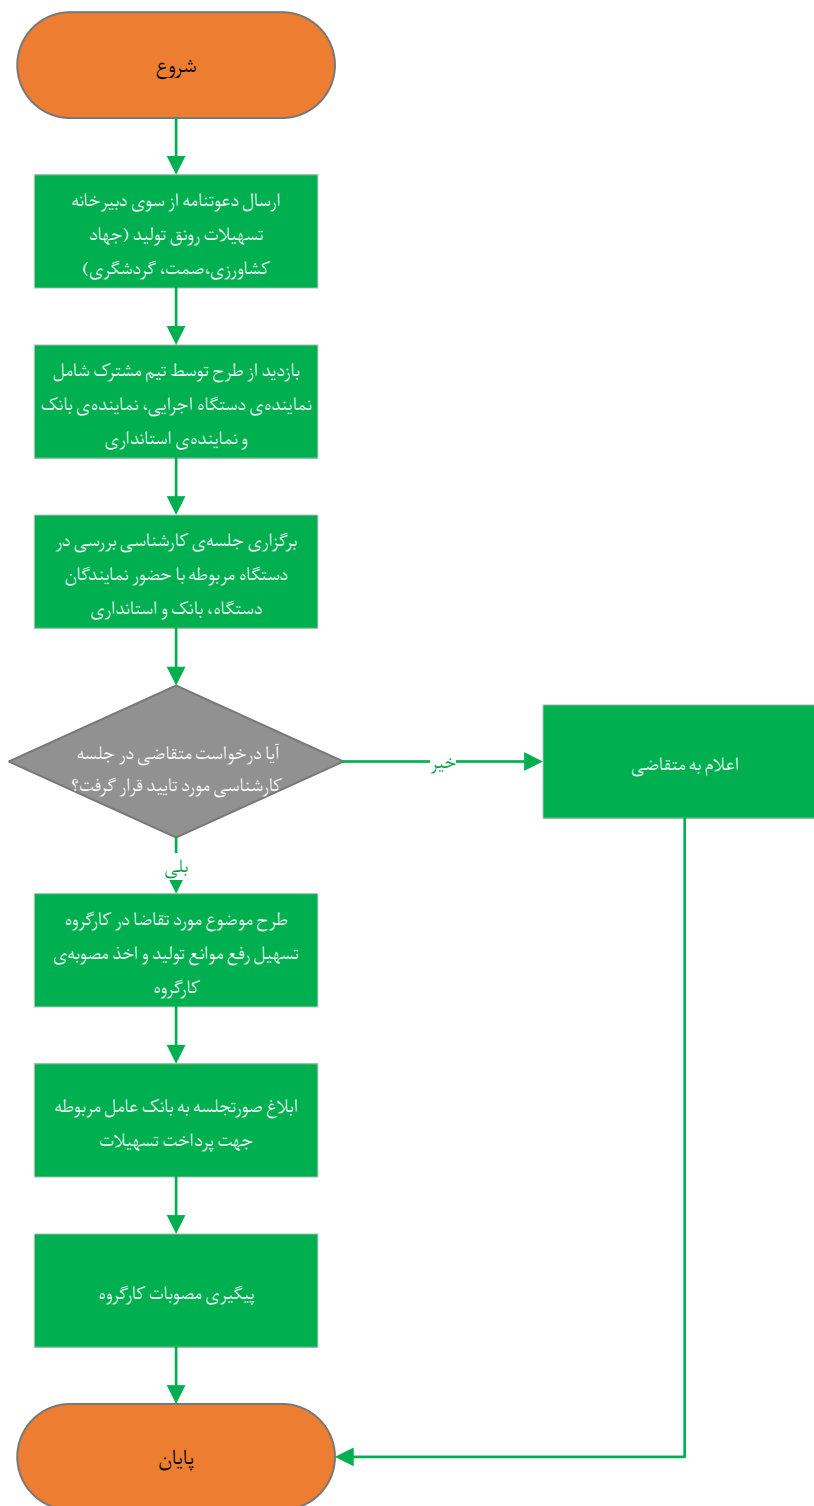 شروع
ارسال دعوتنامه از سوی دبیرخانه
تسهیلات رونق تولید (جهاد
کشاورزی،صمت، گردشگری)
بازدید از طرح توسط تیم مشترک شامل
نماینده‌ی دستگاه اجرایی، نماینده‌ی بانک
و نماینده‌ی استانداری
برگزاری جلسه‌ی کارشناسی بررسی در
دستگاه مربوطه با حضور نمایندگان
دستگاه، بانک و استانداری
آیا درخواست متقاضی در جلسه
کارشناسی مورد تایید قرار گرفت؟
خیر
اعلام به متقاضی
بلی
طرح موضوع مورد تقاضا در کارگروه
تسهیل رفع موانع تولید و اخذ مصوبه‌ی
کارگروه
ابلاغ صورتجلسه به بانک عامل مربوطه
جهت پرداخت تسهیلات
پیگیری مصوبات کارگروه
پایان